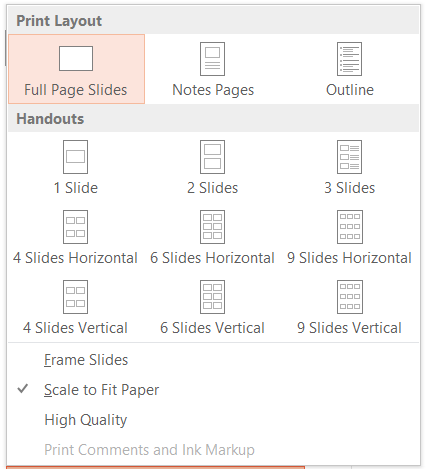 Print Layout
Full Page Slides Notes Pages Outline
Handouts
1 Slide 2 Slides 3 Slides
4 Slides Horizontal 6 Slides Horizontal 9 Slides Horizontal
4 Slides Vertical 6 Slides Vertical 9 Slides Vertical
Frame Slides
Scale to Fit Paper
High Quality
Print Comments and Ink Markup